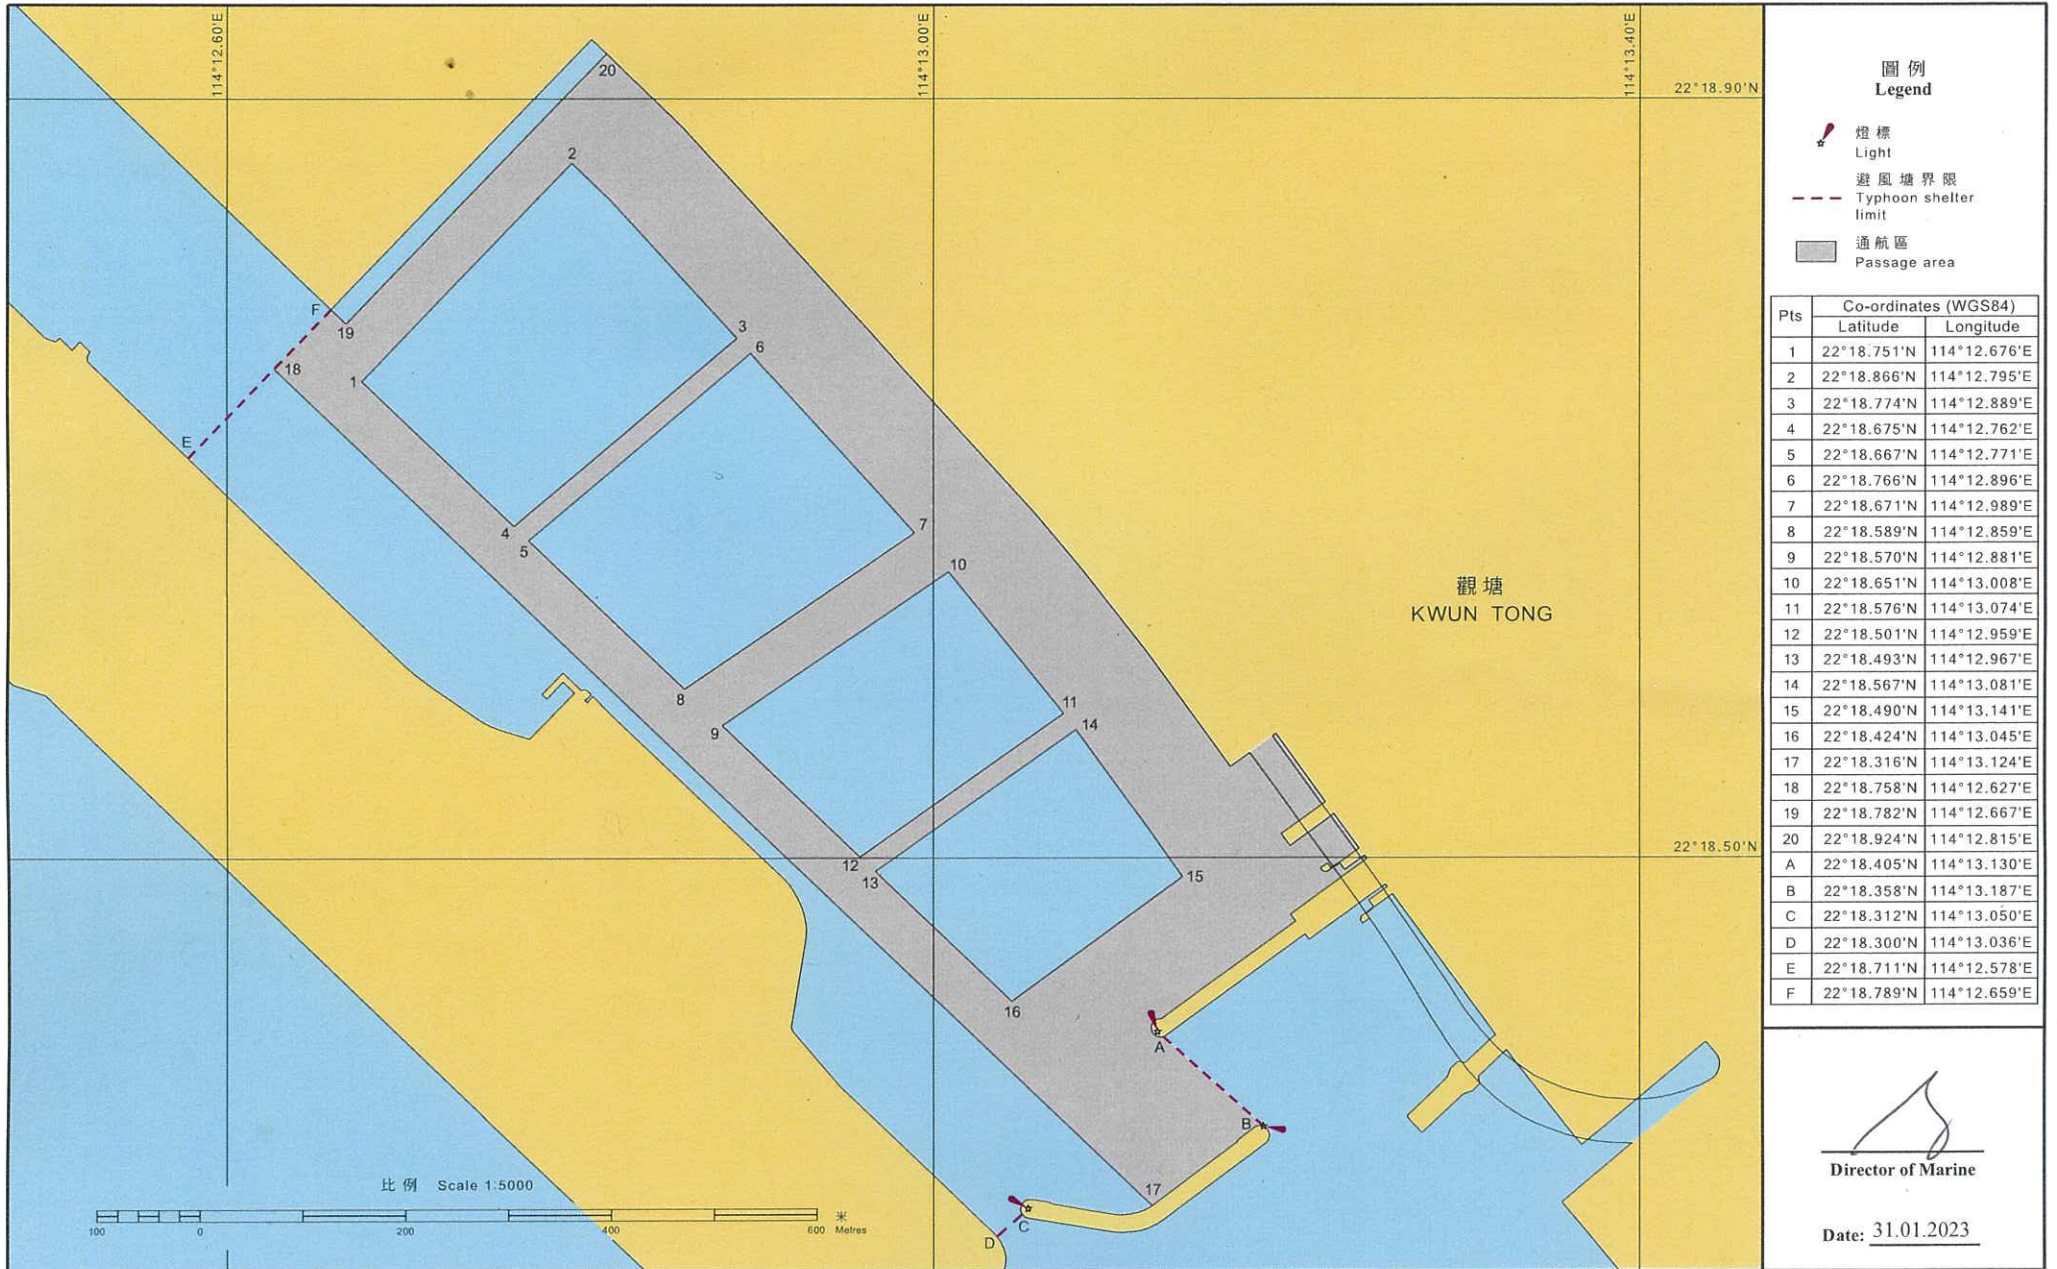 114°12.60'E
114°13.00'E
114°13.40'E
22°18.90'N
20
2
F
19
18
1
3
6
E
4
5
7
10
觀塘
KWUN TONG
8
9
11
14
22°18.50'N
12
13
15
16
A
B
17
C
D
比例 Scale 1:5000
100 0 200 400 600 米
Metres
圖例
Legend
燈標
Light
避風塘界限
Typhoon shelter
limit
通航區
Passage area
Pts Co-ordinates (WGS84)
Latitude Longitude
1 22°18.751'N 114°12.676'E
2 22°18.866'N 114°12.795'E
3 22°18.774'N 114°12.889'E
4 22°18.675'N 114°12.762'E
5 22°18.667'N 114°12.771'E
6 22°18.766'N 114°12.896'E
7 22°18.671'N 114°12.989'E
8 22°18.589'N 114°12.859'E
9 22°18.570'N 114°12.881'E
10 22°18.651'N 114°13.008'E
11 22°18.576'N 114°13.074'E
12 22°18.501'N 114°12.959'E
13 22°18.493'N 114°12.967'E
14 22°18.567'N 114°13.081'E
15 22°18.490'N 114°13.141'E
16 22°18.424'N 114°13.045'E
17 22°18.316'N 114°13.124'E
18 22°18.758'N 114°12.627'E
19 22°18.782'N 114°12.667'E
20 22°18.924'N 114°12.815'E
A 22°18.405'N 114°13.130'E
B 22°18.358'N 114°13.187'E
C 22°18.312'N 114°13.050'E
D 22°18.300'N 114°13.036'E
E 22°18.711'N 114°12.578'E
F 22°18.789'N 114°12.659'E
Director of Marine
Date: 31.01.2023